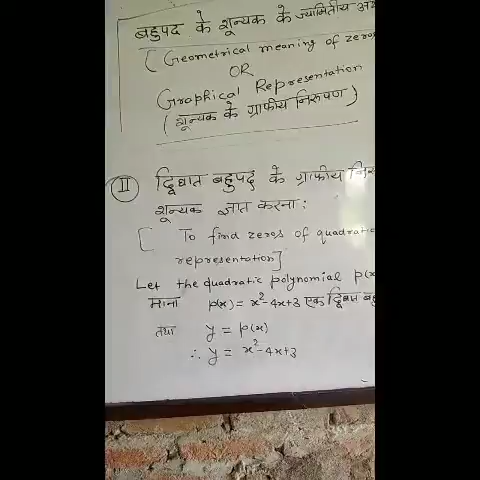 बहुपद के शून्यक के ज्यामितीय
[Geometrical meaning of zeros
OR
Graphical Representation
(शून्यक के ग्राफीय निरूपण)
II द्विघात बहुपद के ग्राफीय
शून्यक ज्ञात करना:
[ To find zeros of quadratic
representation]
Let the quadratic polynomial p(x
माना p(x) = x²-4x+3 एक द्विघात
तथा y = p(x)
∴ y = x²-4x+3